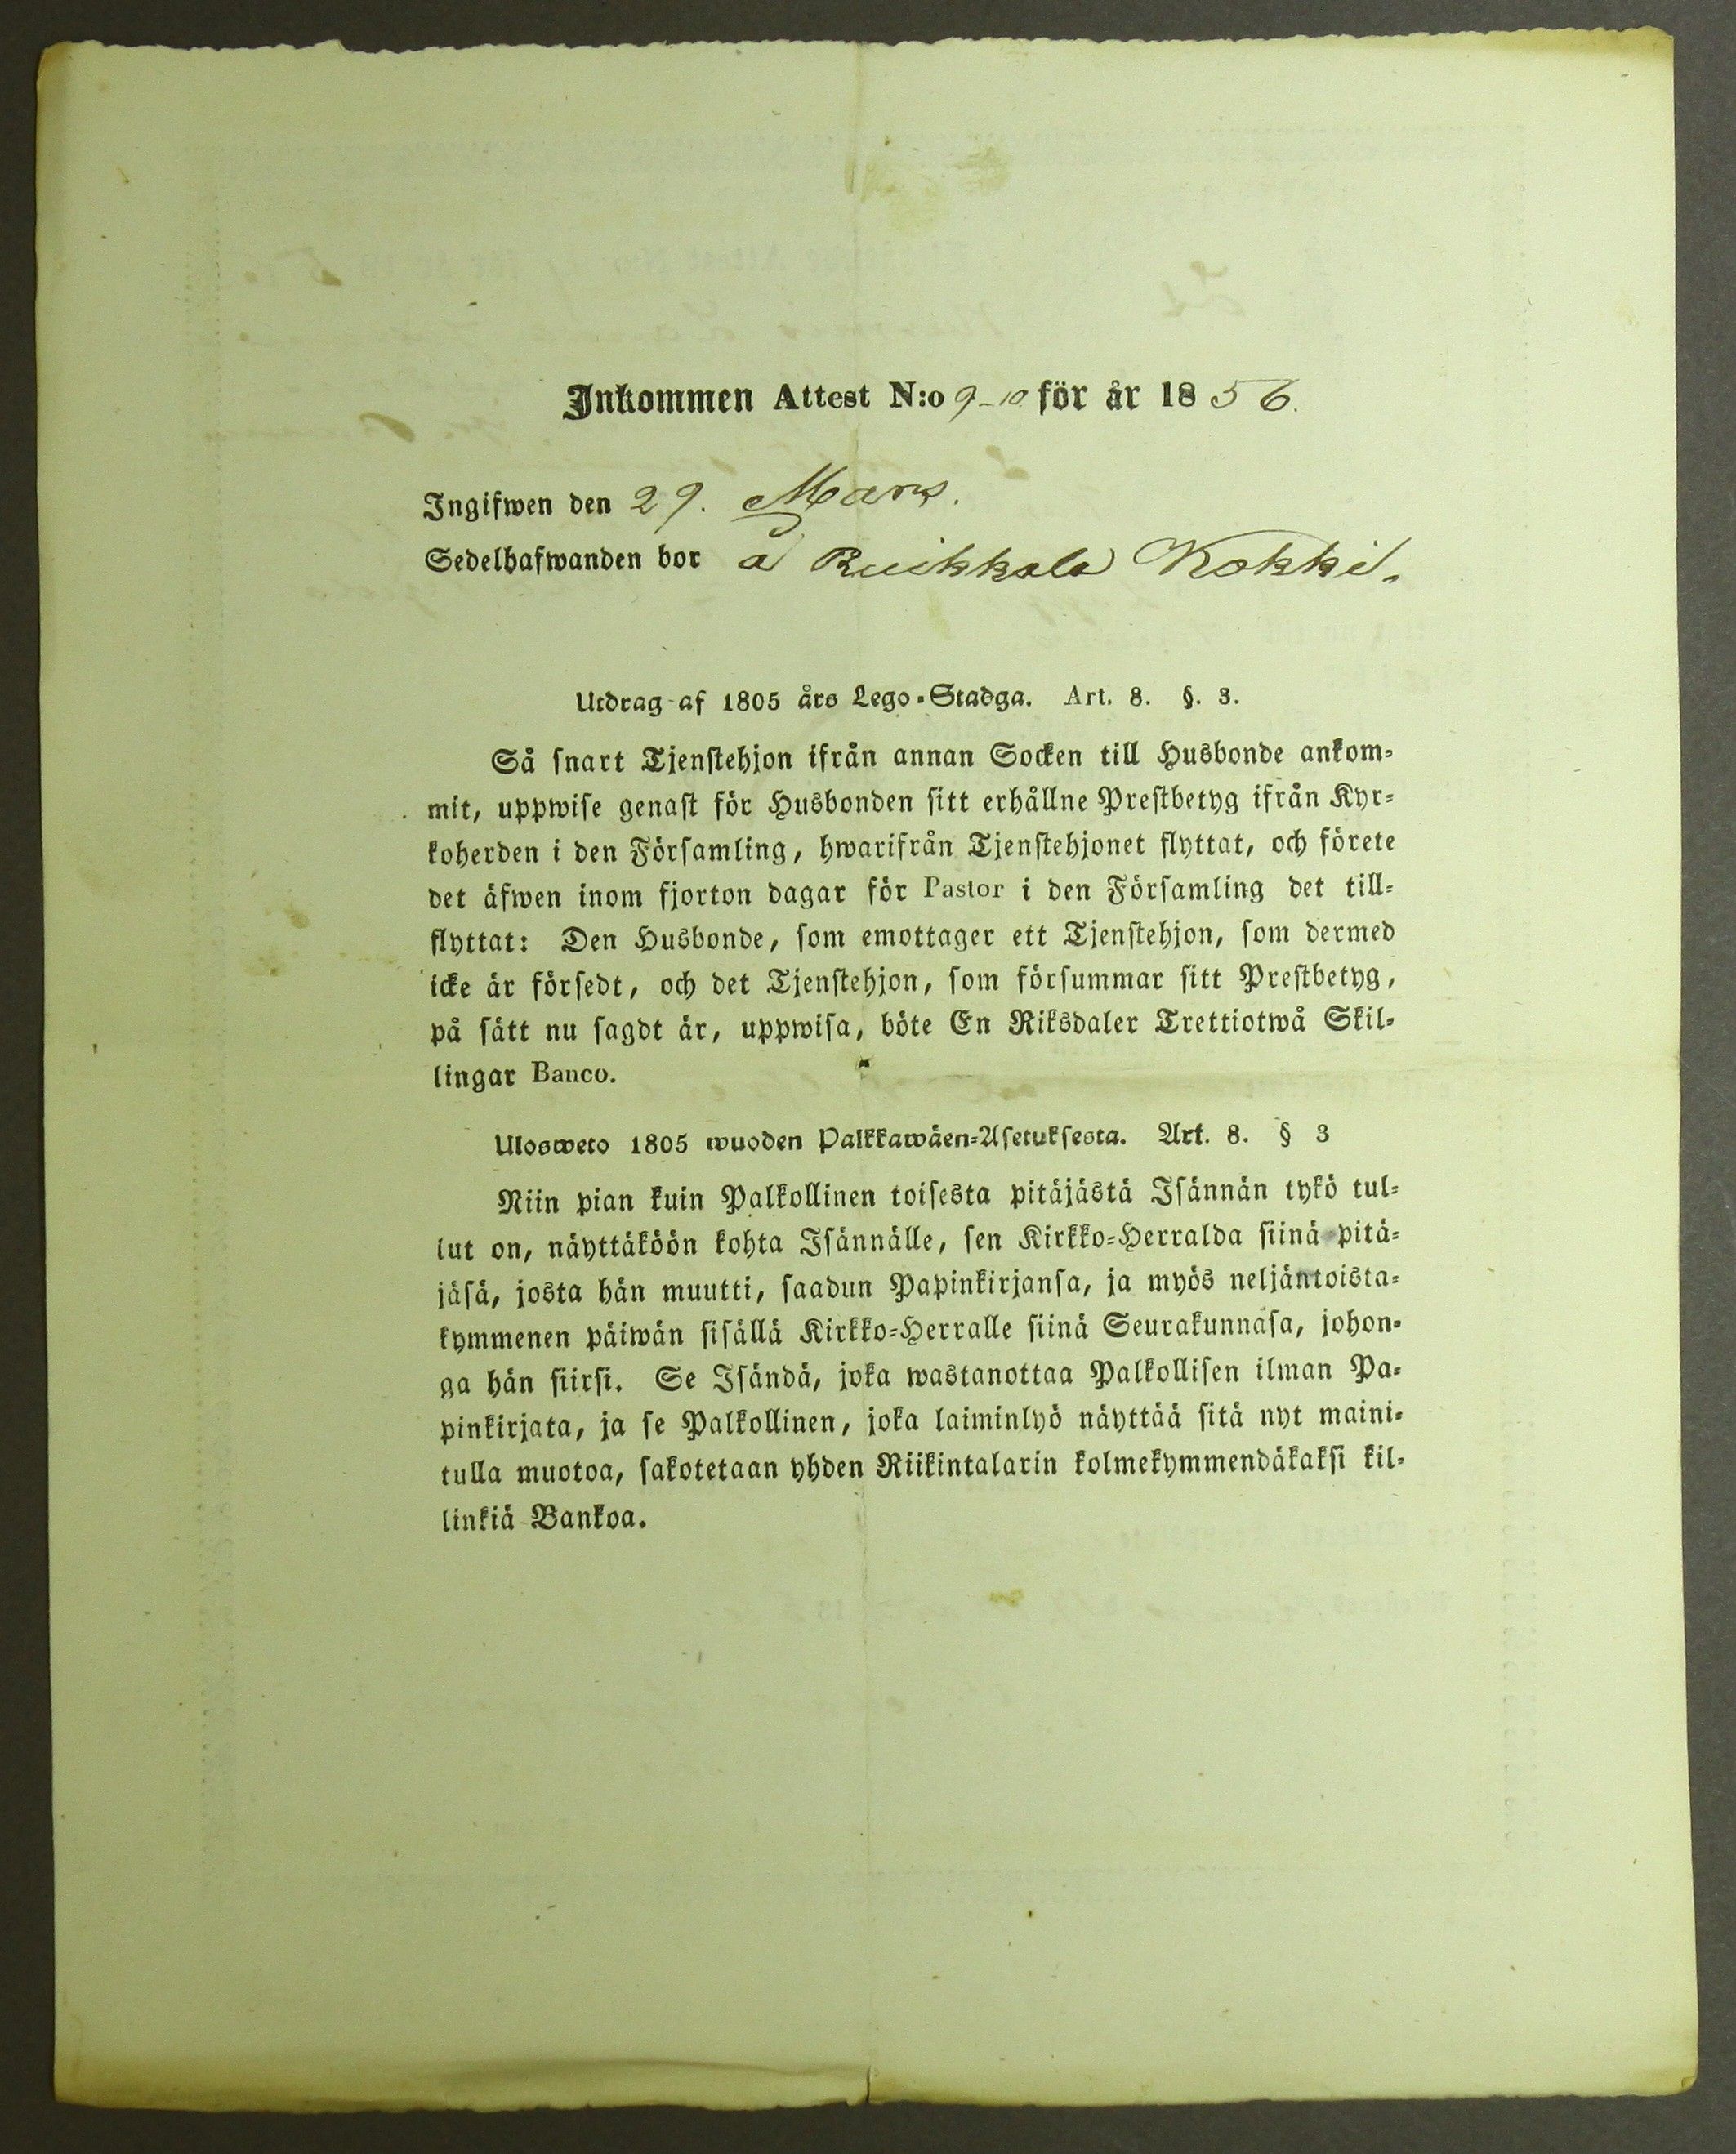 Inkommen Attest N:o 9-10 för år 1856.
Ingifwen den 29. Mars.
Sedelhafwanden bor å Ruikkala Kokki.
Utdrag af 1805 års Lego-Stadga. Art. 8. §. 3.
Så snart Tjenstehjon ifrån annan Socken till Husbonde ankom-
mit, uppwise genast för Husbonden sitt erhållne Prestbetyg ifrån Kyr-
koherden i den Församling, hwarifrån Tjenstehjonet flyttat, och förete
det äfwen inom fjorton dagar för Pastor i den Församling det till-
flyttat: Den Husbonde, som emottager ett Tjenstehjon, som dermed
icke är försedt, och det Tjenstehjon, som försummar sitt Prestbetyg,
på sätt nu sagdt är, uppwisa, böte En Riksdaler Trettiotwå Skil-
lingar Banco.
Ulosweto 1805 wuoden Palkkawäen-Asetuksesta. Art. 8. § 3
Niin pian kuin Palkollinen toisesta pitäjästä Isännän tykö tul-
lut on, näyttäköön kohta Isännälle, sen Kirkko-Herralda siinä pitä-
jäsä, josta hän muutti, saadun Papinkirjansa, ja myös neljäntoista-
kymmenen päiwän sisällä Kirkko-Herralle siinä Seurakunnasa, johon-
ga hän siirsi. Se Isändä, joka wastanottaa Palkollisen ilman Pa-
pinkirjata, ja se Palkollinen, joka laiminlyö näyttää sitä nyt maini-
tulla muotoa, sakotetaan yhden Riikintalarin kolmekymmendäkaksi kil-
linkiä Bankoa.